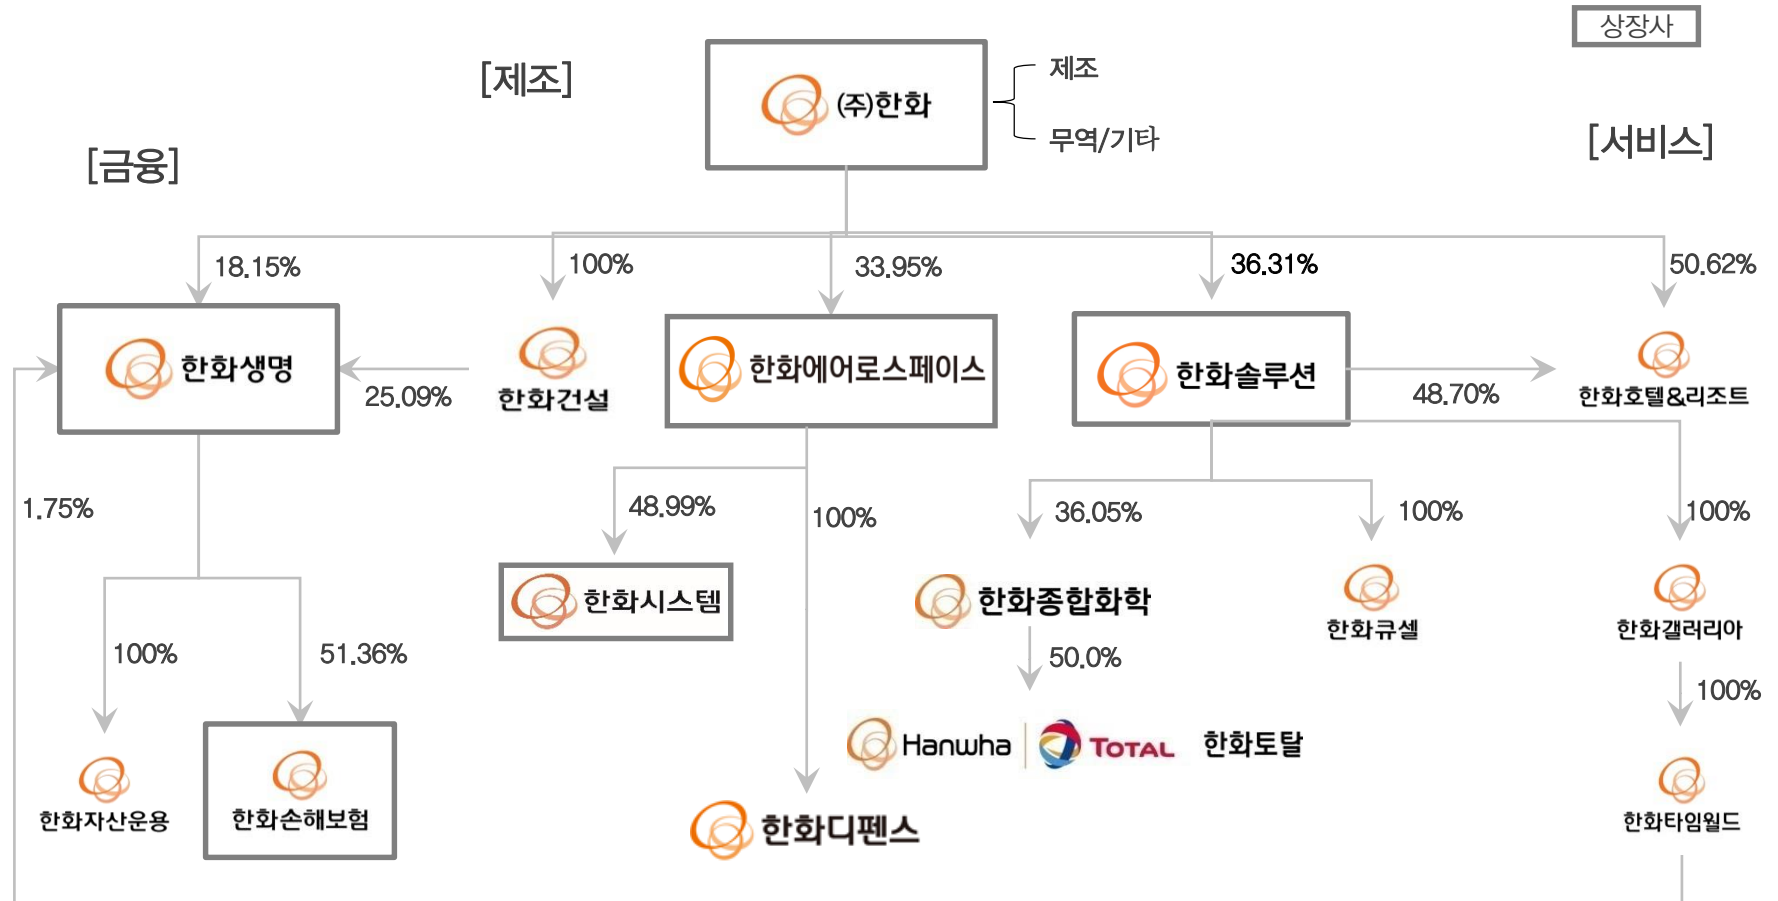 상장사
[제조]
(주)한화
제조
무역/기타
[금융]
[서비스]
18.15%
100%
33.95%
36.31%
50.62%
한화생명
한화건설
한화에어로스페이스
한화솔루션
한화호텔&리조트
25.09%
48.70%
1.75%
48.99%
100%
36.05%
100%
100%
한화시스템
한화종합화학
한화큐셀
한화갤러리아
100%
51.36%
50.0%
100%
Hanwha
TOTAL
한화토탈
한화자산운용
한화손해보험
한화디펜스
한화타임월드